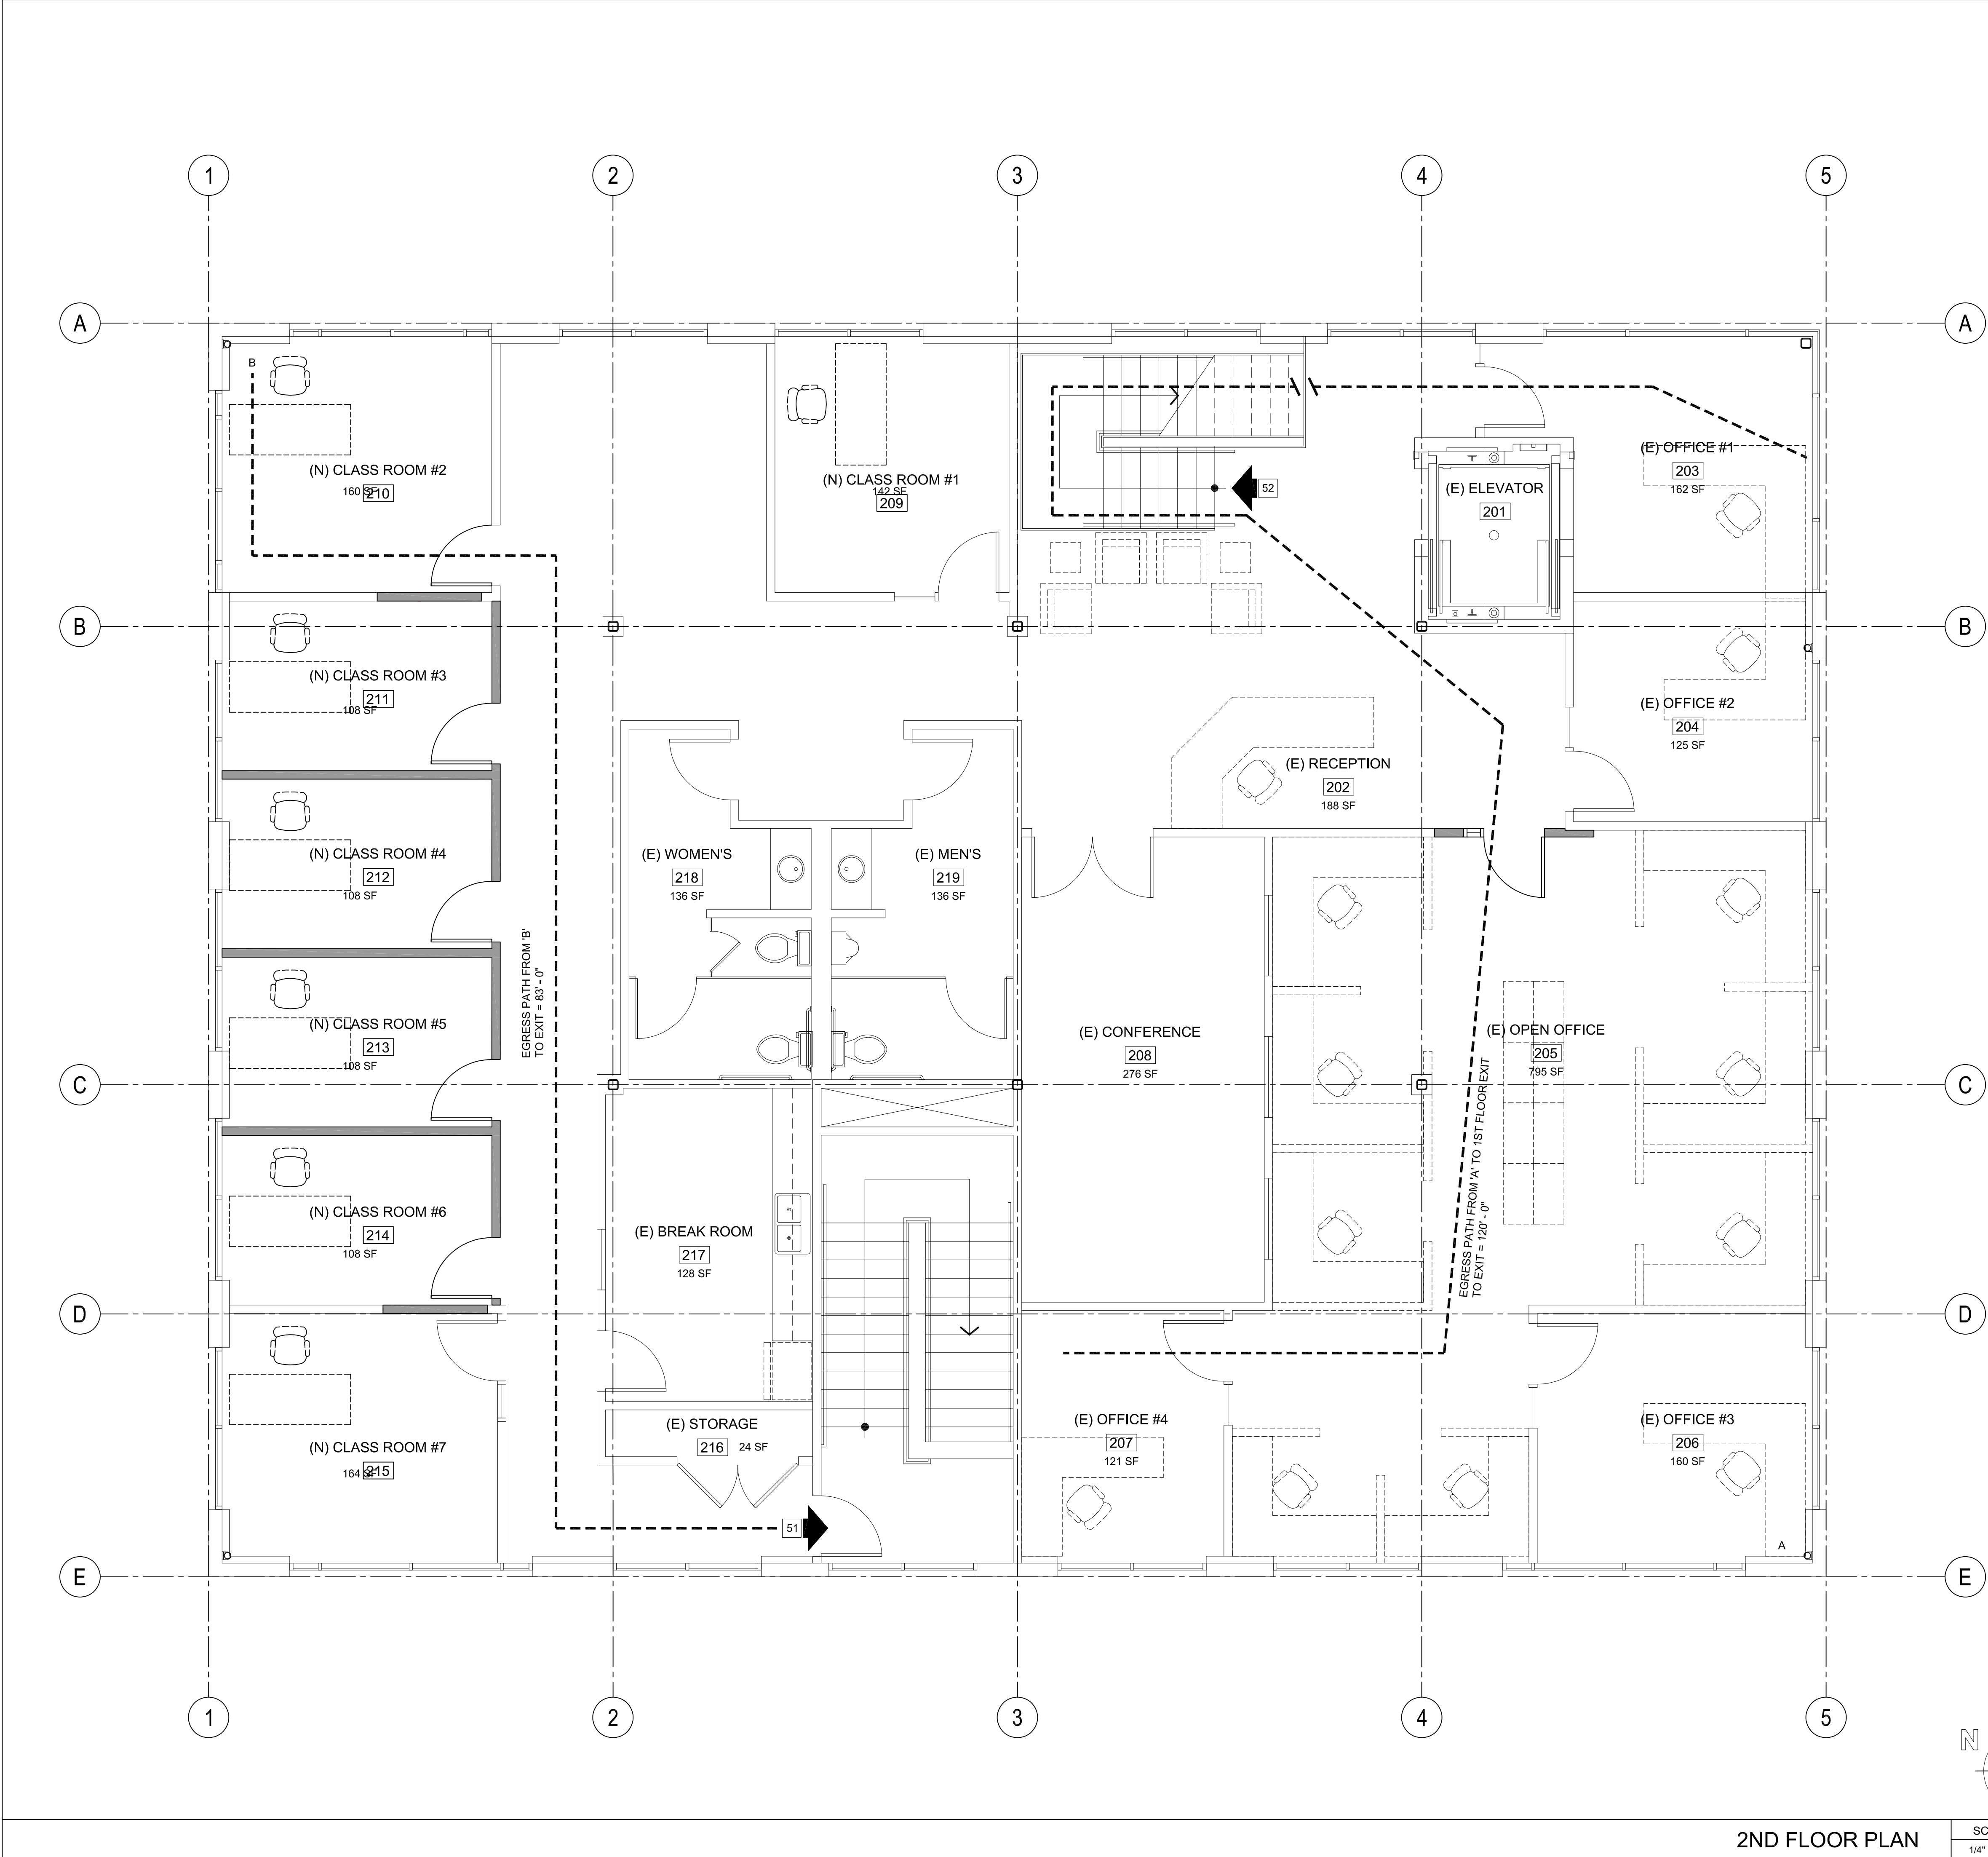 1
2
3
4
5
A
A
B
(N) CLASS ROOM #2
160 SF
210
(N) CLASS ROOM #1
142 SF
209
52
(E) ELEVATOR
201
(E) OFFICE #1
203
162 SF
B
B
(N) CLASS ROOM #3
211
108 SF
(E) OFFICE #2
204
125 SF
(E) RECEPTION
202
188 SF
(N) CLASS ROOM #4
212
108 SF
(E) WOMEN'S
218
136 SF
(E) MEN'S
219
136 SF
EGRESS PATH FROM 'B'
TO EXIT = 83' - 0"
(N) CLASS ROOM #5
213
108 SF
(E) CONFERENCE
208
276 SF
(E) OPEN OFFICE
205
795 SF
C
C
EGRESS PATH FROM 'A' TO 1ST FLOOR EXIT
TO EXIT = 120' - 0"
(N) CLASS ROOM #6
214
108 SF
(E) BREAK ROOM
217
128 SF
D
D
(N) CLASS ROOM #7
164 SF
215
(E) STORAGE
216
24 SF
(E) OFFICE #4
207
121 SF
(E) OFFICE #3
206
160 SF
51
A
E
E
1
2
3
4
5
N
2ND FLOOR PLAN
SC
1/4"